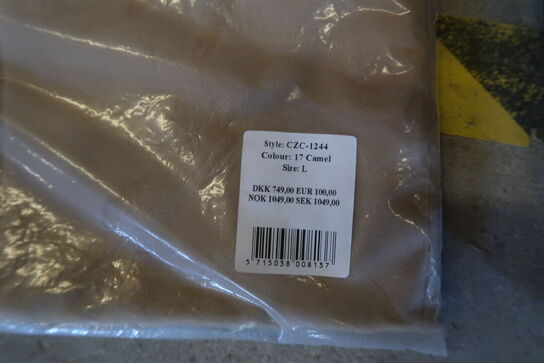 Style: CZC-1244
Colour: 17 Camel
Size: L
DKK 749,00 EUR 100,00
NOK 1049,00 SEK 1049,00
5 715038 008137